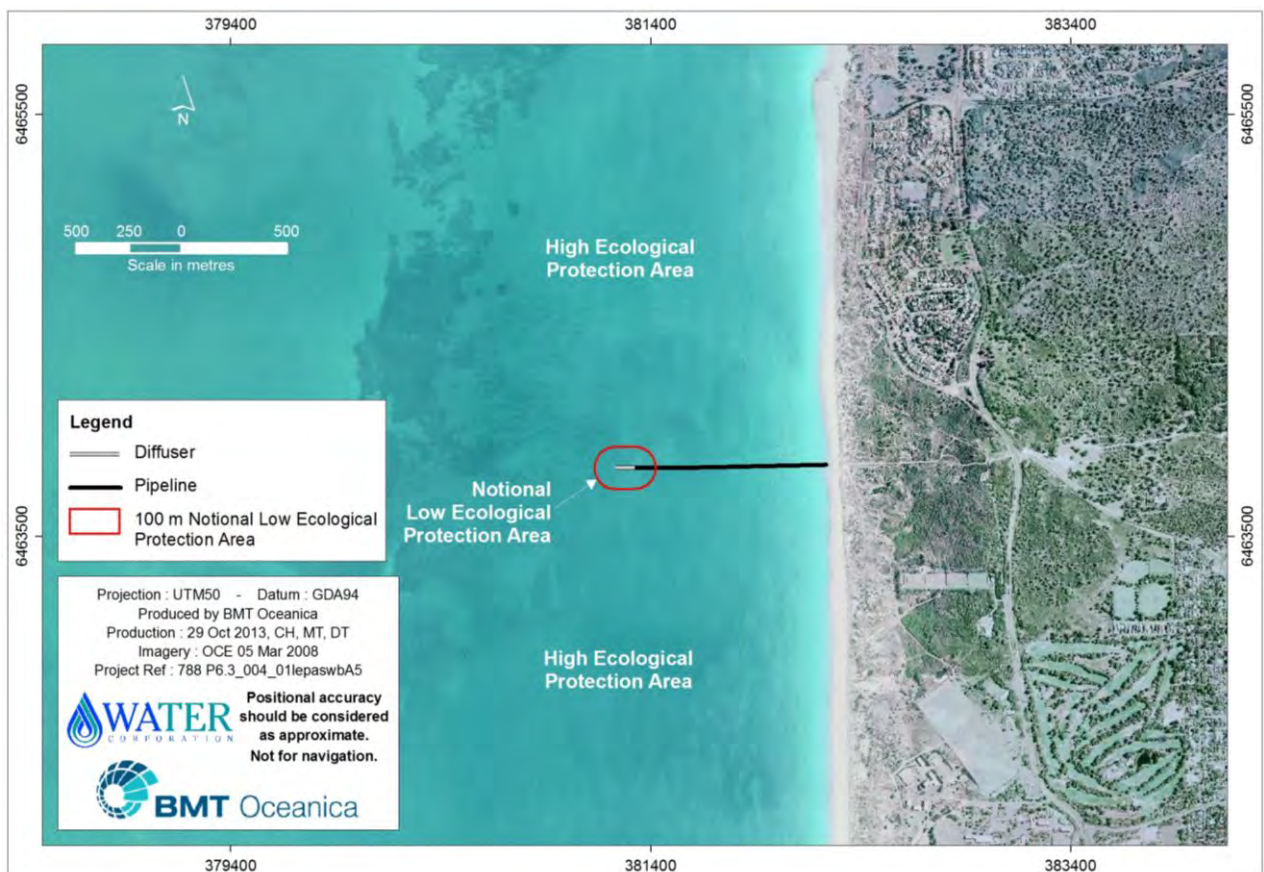 379400
381400
383400
6465500
6465500
N
500 250 0 500
Scale in metres
High Ecological
Protection Area
Legend
Diffuser
Pipeline
100 m Notional Low Ecological
Protection Area
Notional
Low Ecological
Protection Area
6463500
6463500
Projection : UTM50 - Datum : GDA94
Produced by BMT Oceanica
Production : 29 Oct 2013, CH, MT, DT
Imagery : OCE 05 Mar 2008
Project Ref : 788 P6.3_004_01lepaswbA5
WATER
CORPORATION
Positional accuracy
should be considered
as approximate.
Not for navigation.
BMT Oceanica
High Ecological
Protection Area
379400
381400
383400